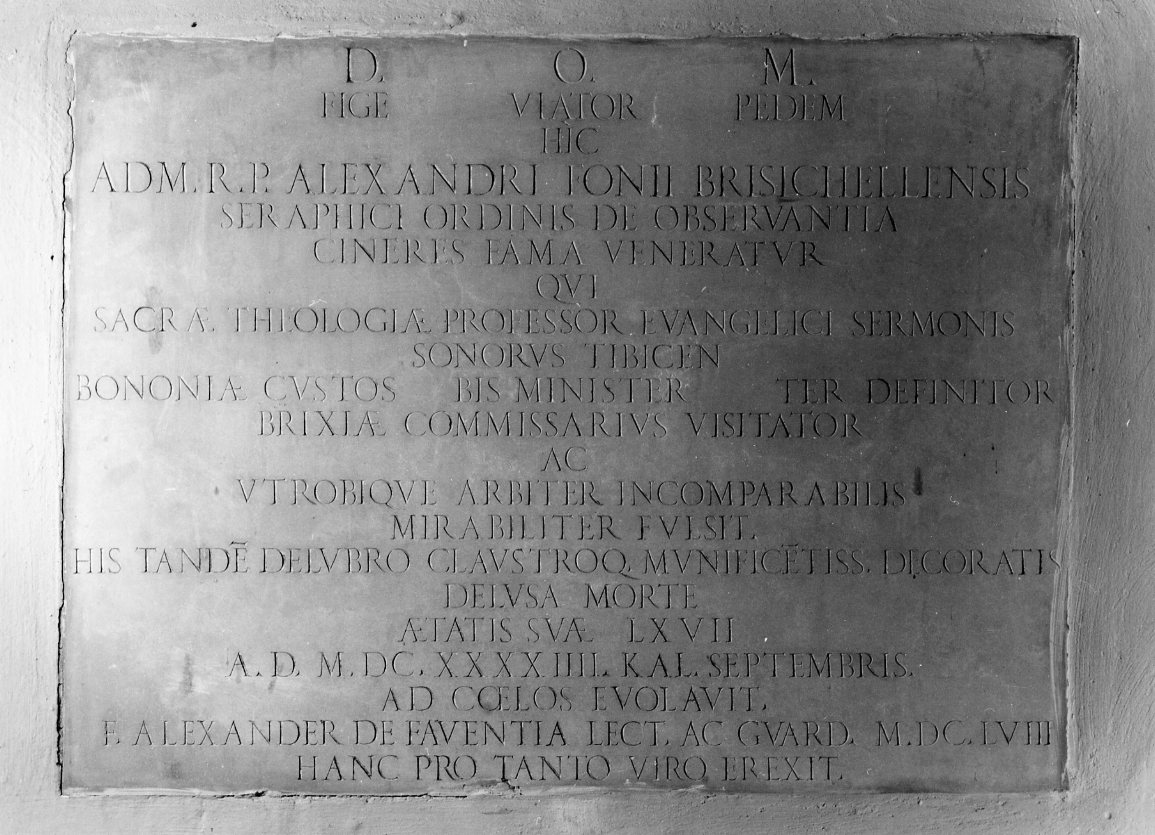 D. O. M.
FIGE VIATOR PEDEM
HIC
ADM. R. P. ALEXANDRI TONII BRISICHELLENSIS
SERAPHICI ORDINIS DE OBSERVANTIA
CINERES FAMA VENERATVR
QVI
SACRÆ THEOLOGIÆ PROFESSOR EVANGELICI SERMONIS
SONORVS TIBICEN
BONONIÆ CVSTOS BIS MINISTER TER DEFINITOR
BRIXIÆ COMMISSARIVS VISITATOR
AC
VTROBIQVE ARBITER INCOMPARABILIS
MIRABILITER FVLSIT.
HIS TANDẼ DELVBRO CLAVSTROQ. MVNIFICẼTISS. DECORATIS
DELVSA MORTE
ÆTATIS SVÆ LXVII
A. D. M. DC. XXXXIIII. KAL. SEPTEMBRIS.
AD CŒLOS EVOLAVIT.
F. ALEXANDER DE FAVENTIA LECT. AC GVARD. M.DC.LVIII
HANC PRO TANTO VIRO EREXIT.